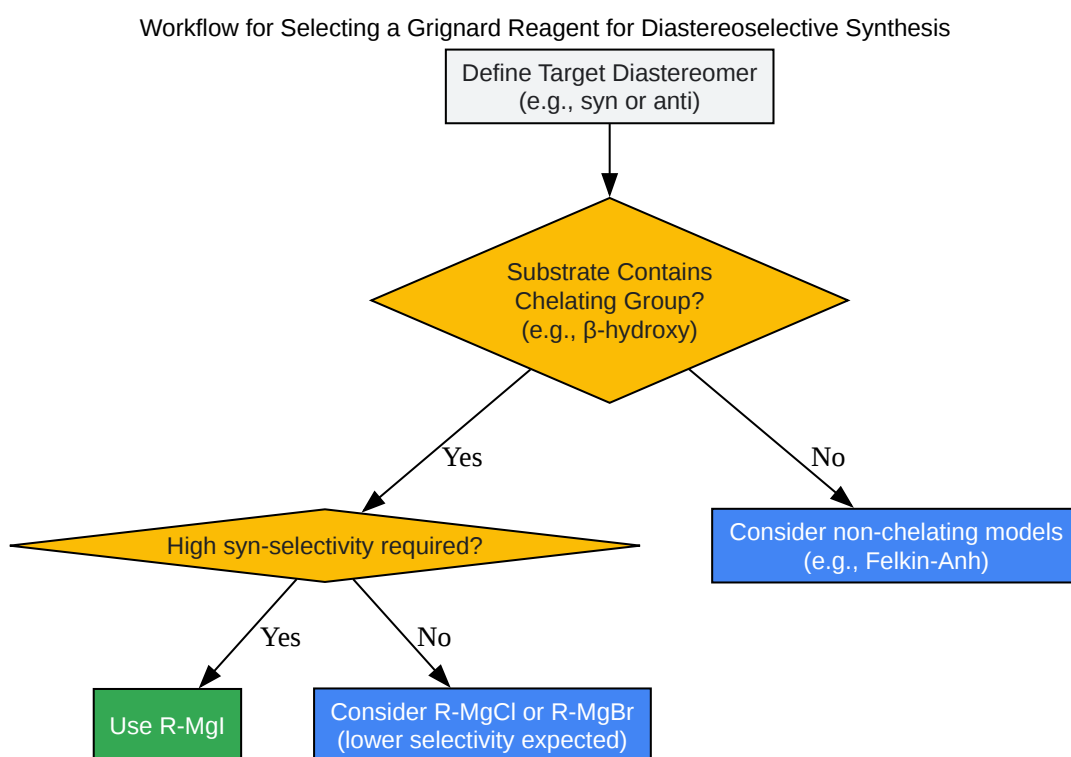 Workflow for Selecting a Grignard Reagent for Diastereoselective Synthesis
Define Target Diastereomer
(e.g., syn or anti)
Substrate Contains
Chelating Group?
(e.g., β-hydroxy)
Yes
No
High syn-selectivity required?
Consider non-chelating models
(e.g., Felkin-Anh)
Yes
No
Use R-MgI
Consider R-MgCl or R-MgBr
(lower selectivity expected)